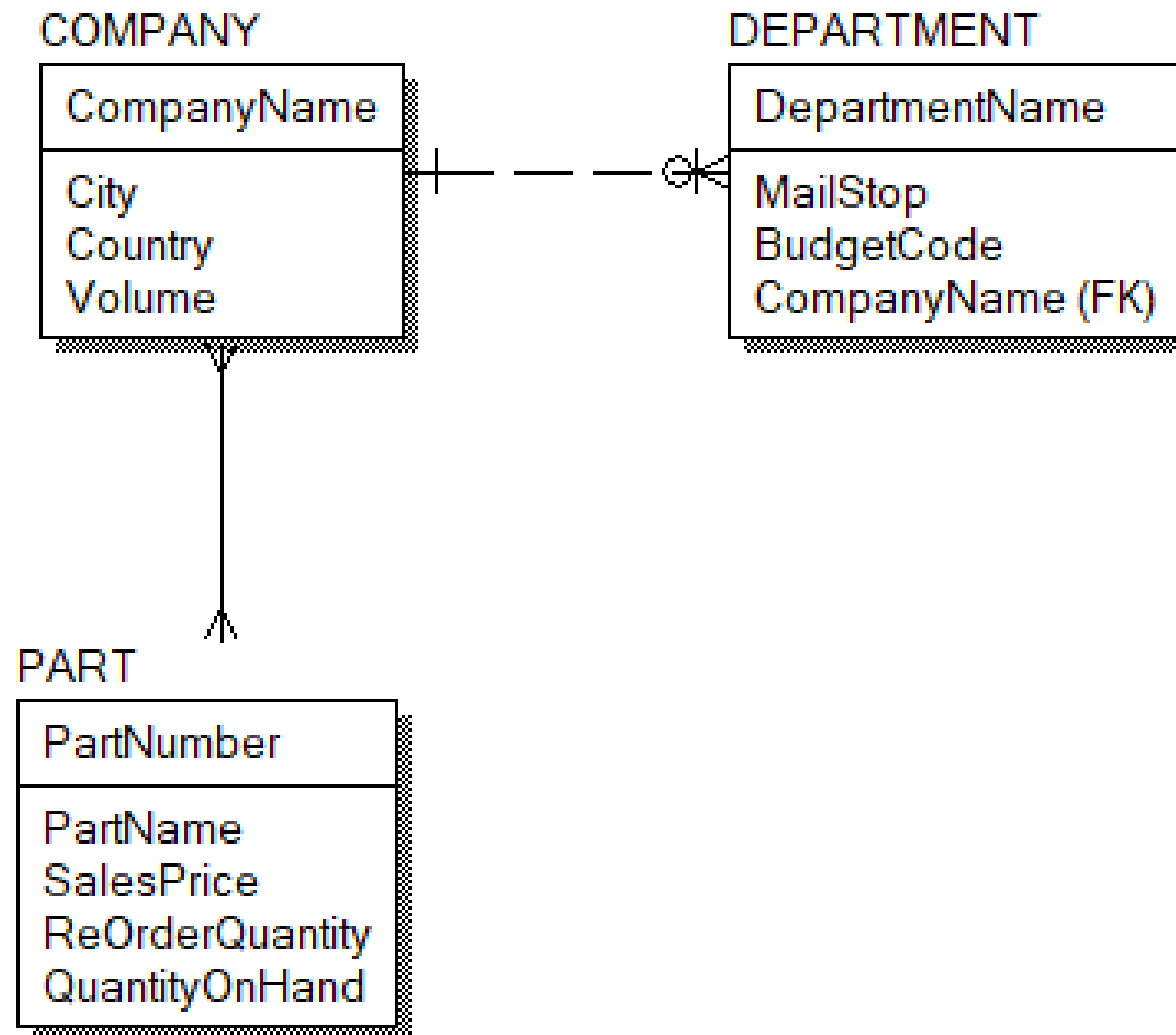 COMPANY
CompanyName
City
Country
Volume
DEPARTMENT
DepartmentName
MailStop
BudgetCode
CompanyName (FK)
PART
PartNumber
PartName
SalesPrice
ReOrderQuantity
QuantityOnHand